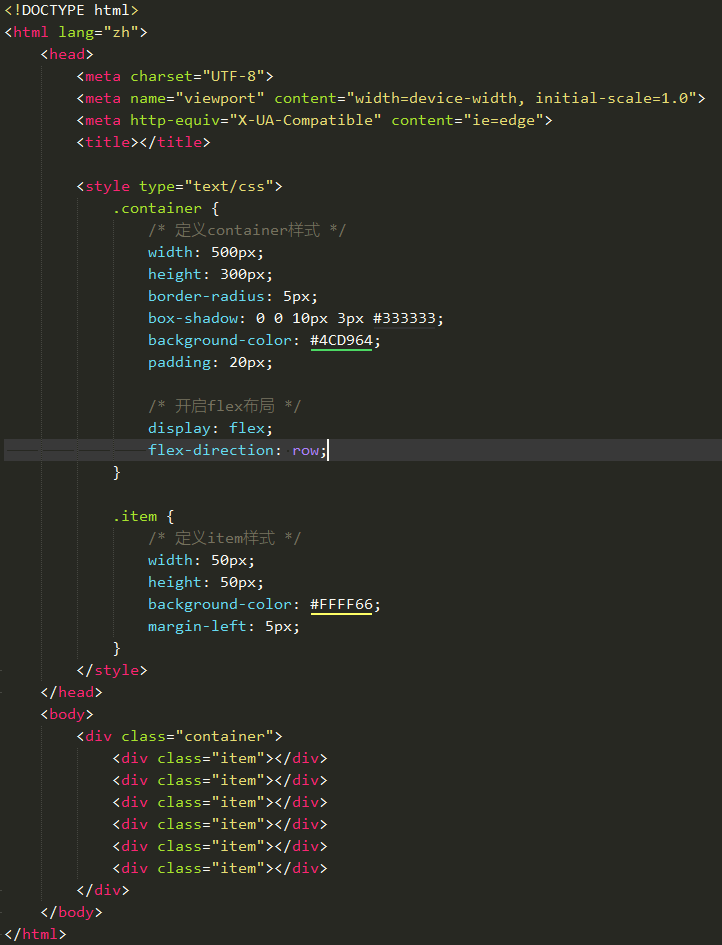 <!DOCTYPE html>
<html lang="zh">
    <head>
        <meta charset="UTF-8">
        <meta name="viewport" content="width=device-width, initial-scale=1.0">
        <meta http-equiv="X-UA-Compatible" content="ie=edge">
        <title></title>

        <style type="text/css">
            .container {
                /* 定义container样式 */
                width: 500px;
                height: 300px;
                border-radius: 5px;
                box-shadow: 0 0 10px 3px #333333;
                background-color: #4CD964;
                padding: 20px;

                /* 开启flex布局 */
                display: flex;
                flex-direction: row;
            }

            .item {
                /* 定义item样式 */
                width: 50px;
                height: 50px;
                background-color: #FFFF66;
                margin-left: 5px;
            }
        </style>
    </head>
    <body>
        <div class="container">
            <div class="item"></div>
            <div class="item"></div>
            <div class="item"></div>
            <div class="item"></div>
            <div class="item"></div>
            <div class="item"></div>
        </div>
    </body>
</html>